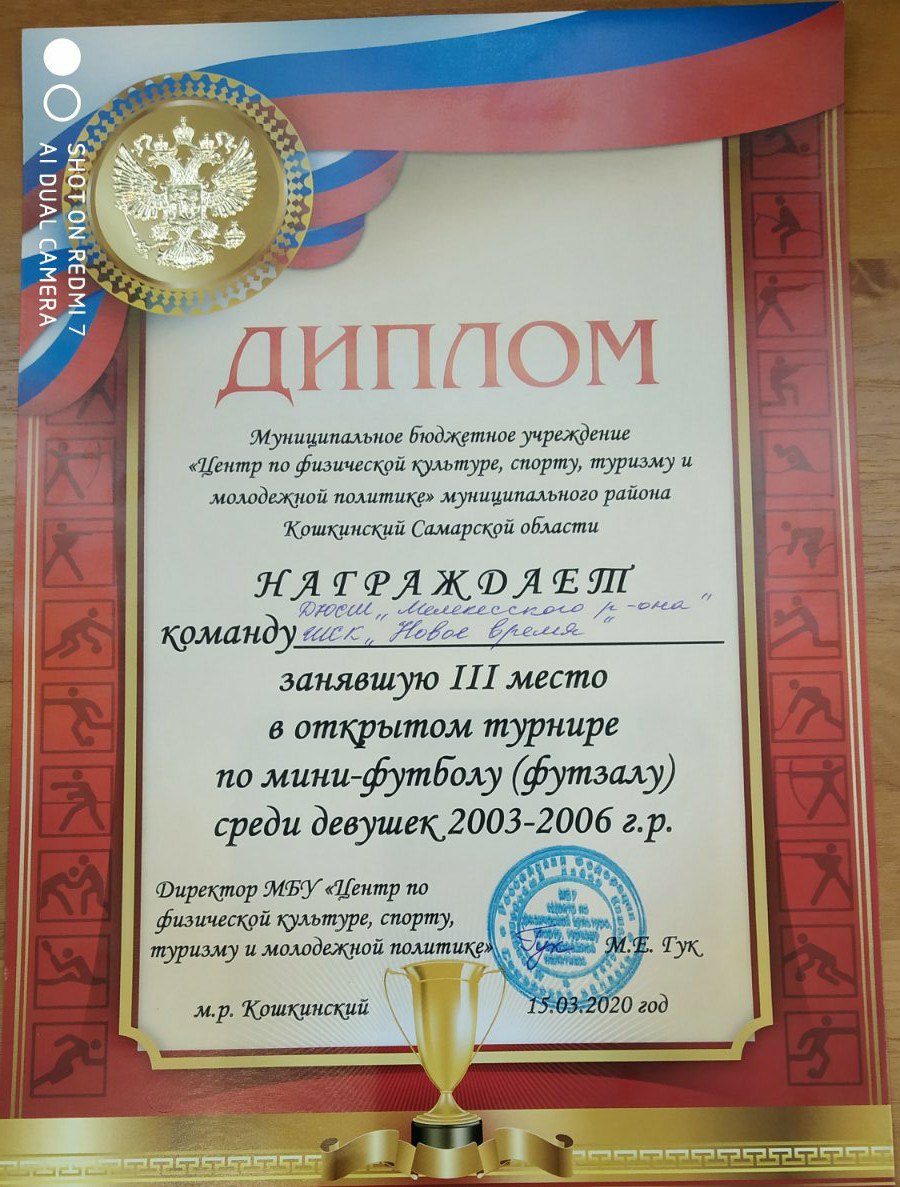 SHOT ON REDMI 7
AI DUAL CAMERA
ДИПЛОМ
Муниципальное бюджетное учреждение
«Центр по физической культуре, спорту, туризму и
молодежной политике» муниципального района
Кошкинский Самарской области
НАГРАЖДАЕТ
ДЮСШ „Мелекесского р-она"
команду ШСК „Новое время"
занявшую III место
в открытом турнире
по мини-футболу (футзалу)
среди девушек 2003-2006 г.р.
Директор МБУ «Центр по
физической культуре, спорту,
туризму и молодежной политике»
М.Е. Гук
м.р. Кошкинский
15.03.2020 год